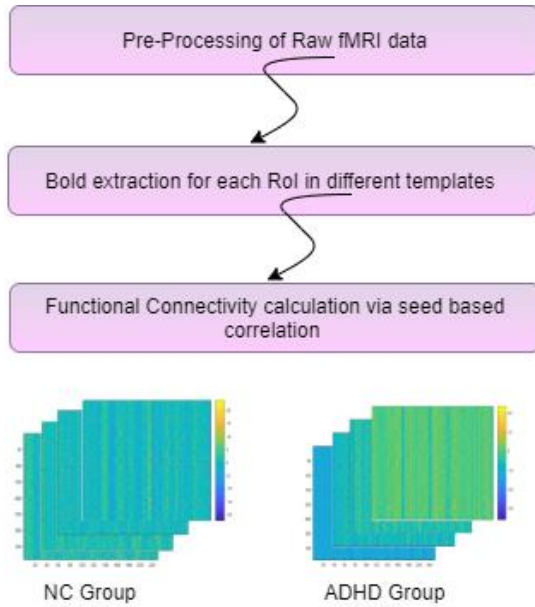 Pre-Processing of Raw fMRI data
Bold extraction for each RoI in different templates
Functional Connectivity calculation via seed based
correlation
NC Group
ADHD Group